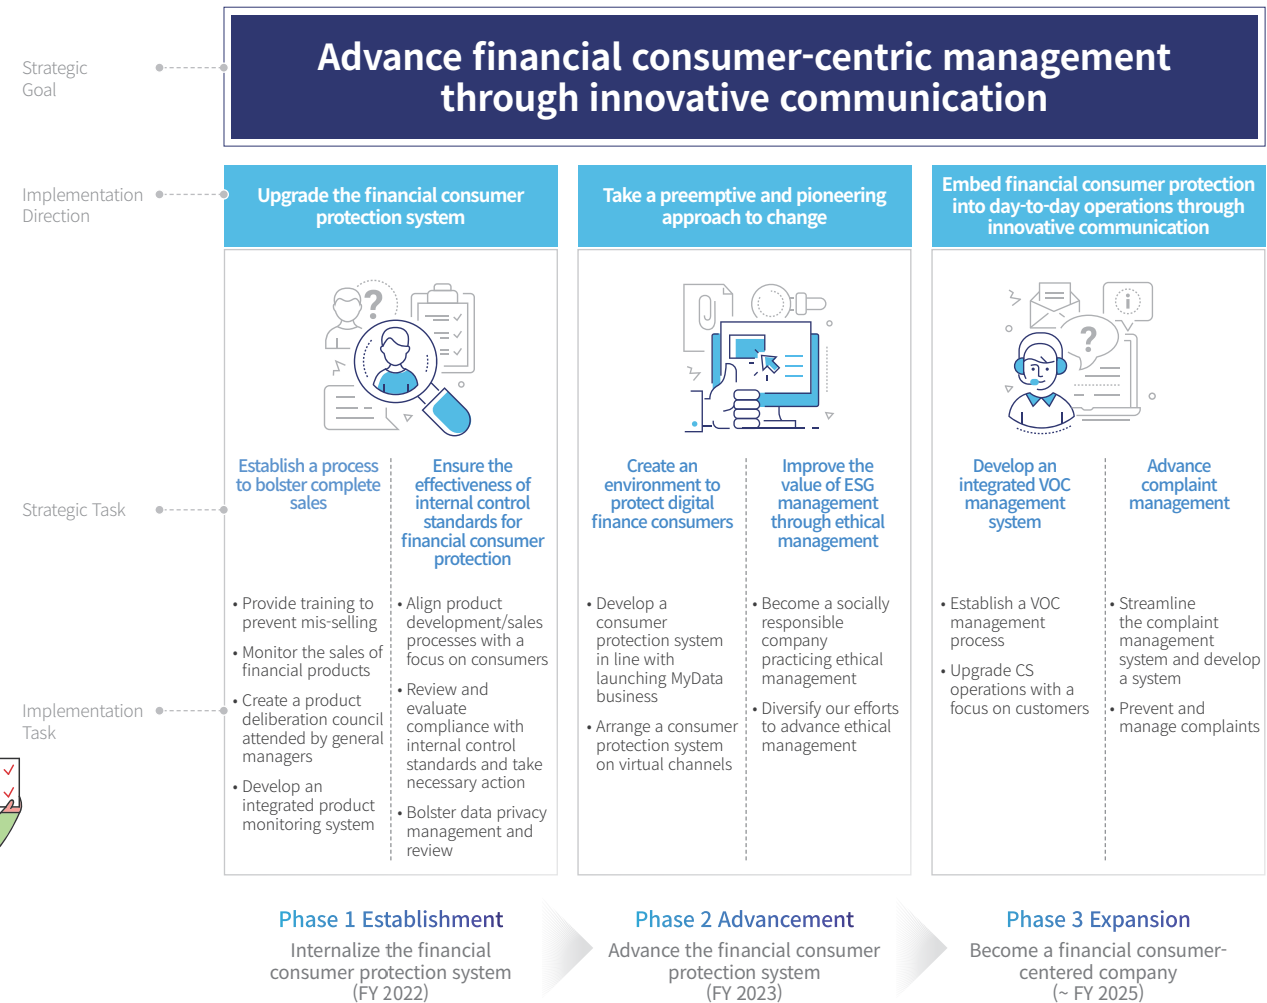 Strategic
Goal
Advance financial consumer-centric management
through innovative communication
Implementation
Direction
Upgrade the financial consumer
protection system
Take a preemptive and pioneering
approach to change
Embed financial consumer protection
into day-to-day operations through
innovative communication
?
?
i
Strategic Task
Establish a process
to bolster complete
sales
Ensure the
effectiveness of
internal control
standards for
financial consumer
protection
Create an
environment to
protect digital
finance consumers
Improve the
value of ESG
management
through ethical
management
Develop an
integrated VOC
management
system
Advance
complaint
management
Implementation
Task
• Provide training to
prevent mis-selling
• Monitor the sales of
financial products
• Create a product
deliberation council
attended by general
managers
• Develop an
integrated product
monitoring system
• Align product
development/sales
processes with a
focus on consumers
• Review and
evaluate
compliance with
internal control
standards and take
necessary action
• Bolster data privacy
management and
review
• Develop a
consumer
protection system
in line with
launching MyData
business
• Arrange a consumer
protection system
on virtual channels
• Become a socially
responsible
company
practicing ethical
management
• Diversify our efforts
to advance ethical
management
• Establish a VOC
management
process
• Upgrade CS
operations with a
focus on customers
• Streamline
the complaint
management
system and develop
a system
• Prevent and
manage complaints
Phase 1 Establishment
Internalize the financial
consumer protection system
(FY 2022)
Phase 2 Advancement
Advance the financial consumer
protection system
(FY 2023)
Phase 3 Expansion
Become a financial consumer-
centered company
(~ FY 2025)